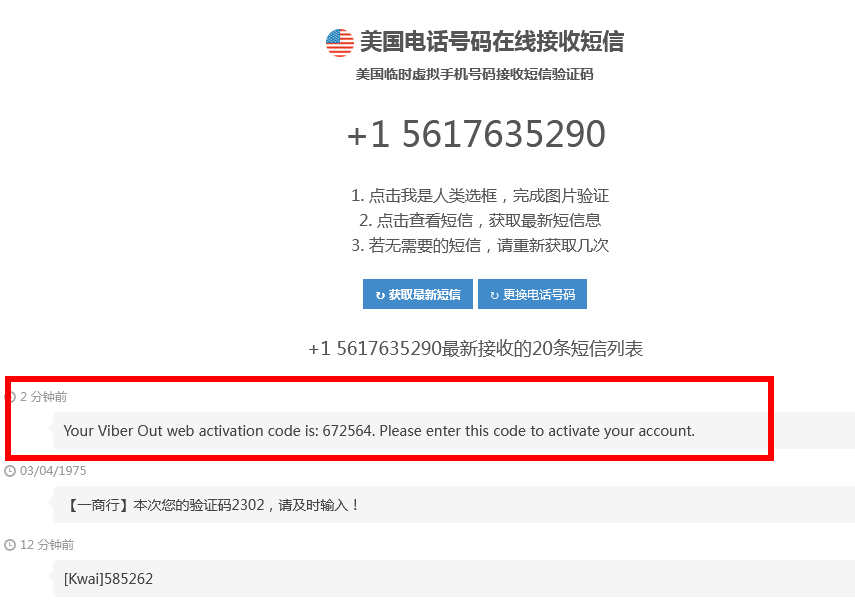 美国电话号码在线接收短信
美国临时虚拟手机号码接收短信验证码
+1 5617635290
1. 点击我是人类选框，完成图片验证
2. 点击查看短信，获取最新短信息
3. 若无需要的短信，请重新获取几次
↻ 获取最新短信 ↻ 更换电话号码
+1 5617635290最新接收的20条短信列表
2 分钟前
Your Viber Out web activation code is: 672564. Please enter this code to activate your account.
03/04/1975
【一商行】本次您的验证码2302，请及时输入！
12 分钟前
[Kwai]585262